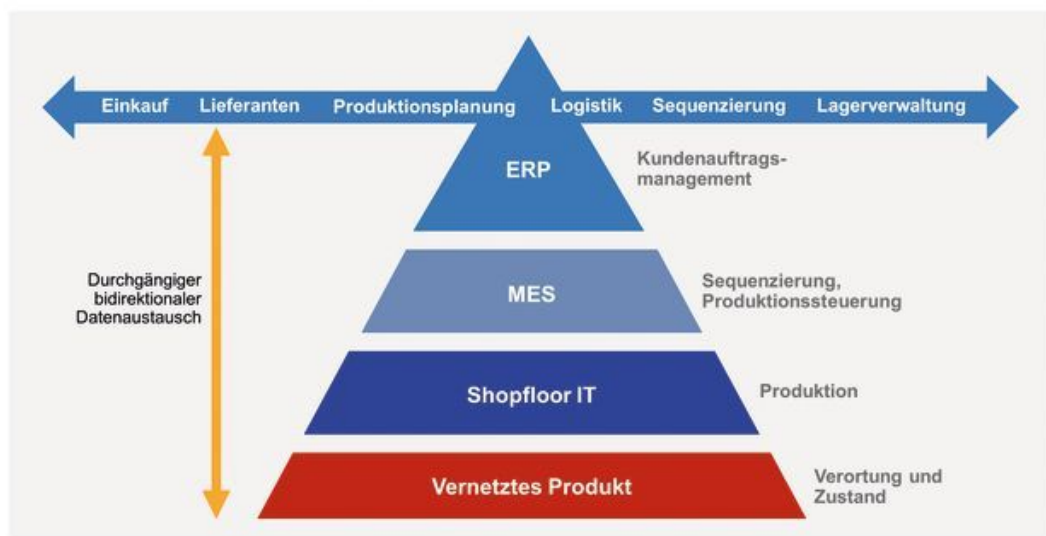 Einkauf Lieferanten Produktionsplanung Logistik Sequenzierung Lagerverwaltung
ERP
Kundenauftrags-
management
Durchgängiger
bidirektionaler
Datenaustausch
MES
Sequenzierung,
Produktionssteuerung
Shopfloor IT
Produktion
Vernetztes Produkt
Verortung und
Zustand